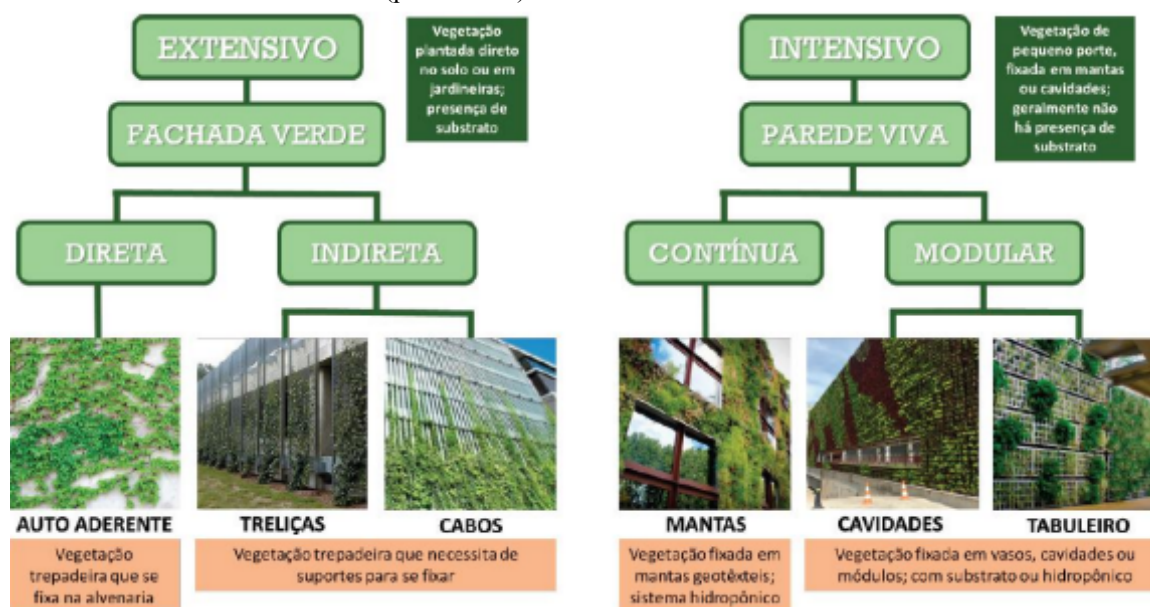 EXTENSIVO
Vegetação
plantada direto
no solo ou em
jardineiras;
presença de
substrato
FACHADA VERDE
DIRETA
INDIRETA
AUTO ADERENTE
TRELIÇAS
CABOS
Vegetação
trepadeira que se
fixa na alvenaria
Vegetação trepadeira que necessita de
suportes para se fixar
INTENSIVO
Vegetação de
pequeno porte,
fixada em mantas
ou cavidades;
geralmente não
há presença de
substrato
PAREDE VIVA
CONTÍNUA
MODULAR
MANTAS
CAVIDADES
TABULEIRO
Vegetação fixada em
mantas geotêxteis;
sistema hidropônico
Vegetação fixada em vasos, cavidades ou
módulos; com substrato ou hidropônico